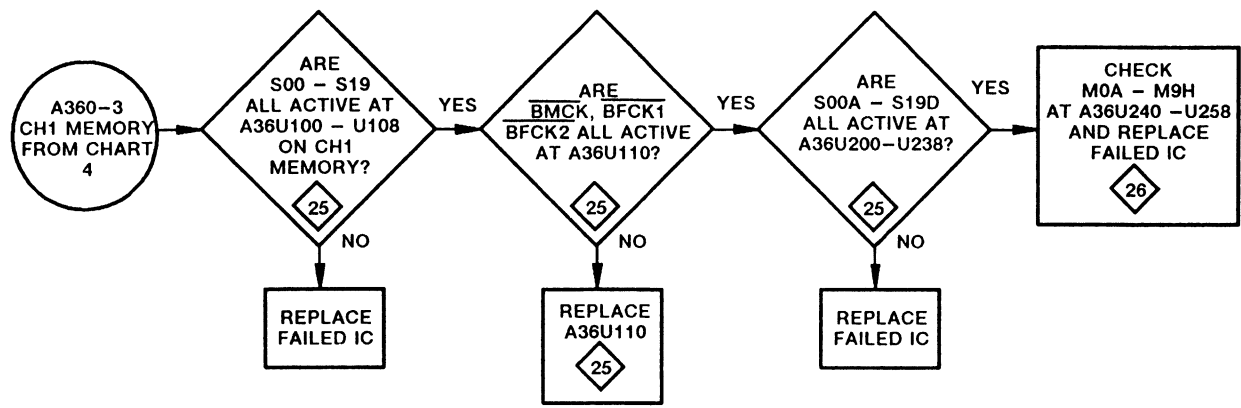 A360-3
CH1 MEMORY
FROM CHART
4
ARE
S00 - S19
ALL ACTIVE AT
A36U100 - U108
ON CH1
MEMORY?
25
YES
NO
REPLACE
FAILED IC
ARE
BMCK, BFCK1
BFCK2 ALL ACTIVE
AT A36U110?
25
YES
NO
REPLACE
A36U110
25
ARE
S00A - S19D
ALL ACTIVE AT
A36U200-U238?
25
YES
NO
REPLACE
FAILED IC
CHECK
M0A - M9H
AT A36U240 -U258
AND REPLACE
FAILED IC
26